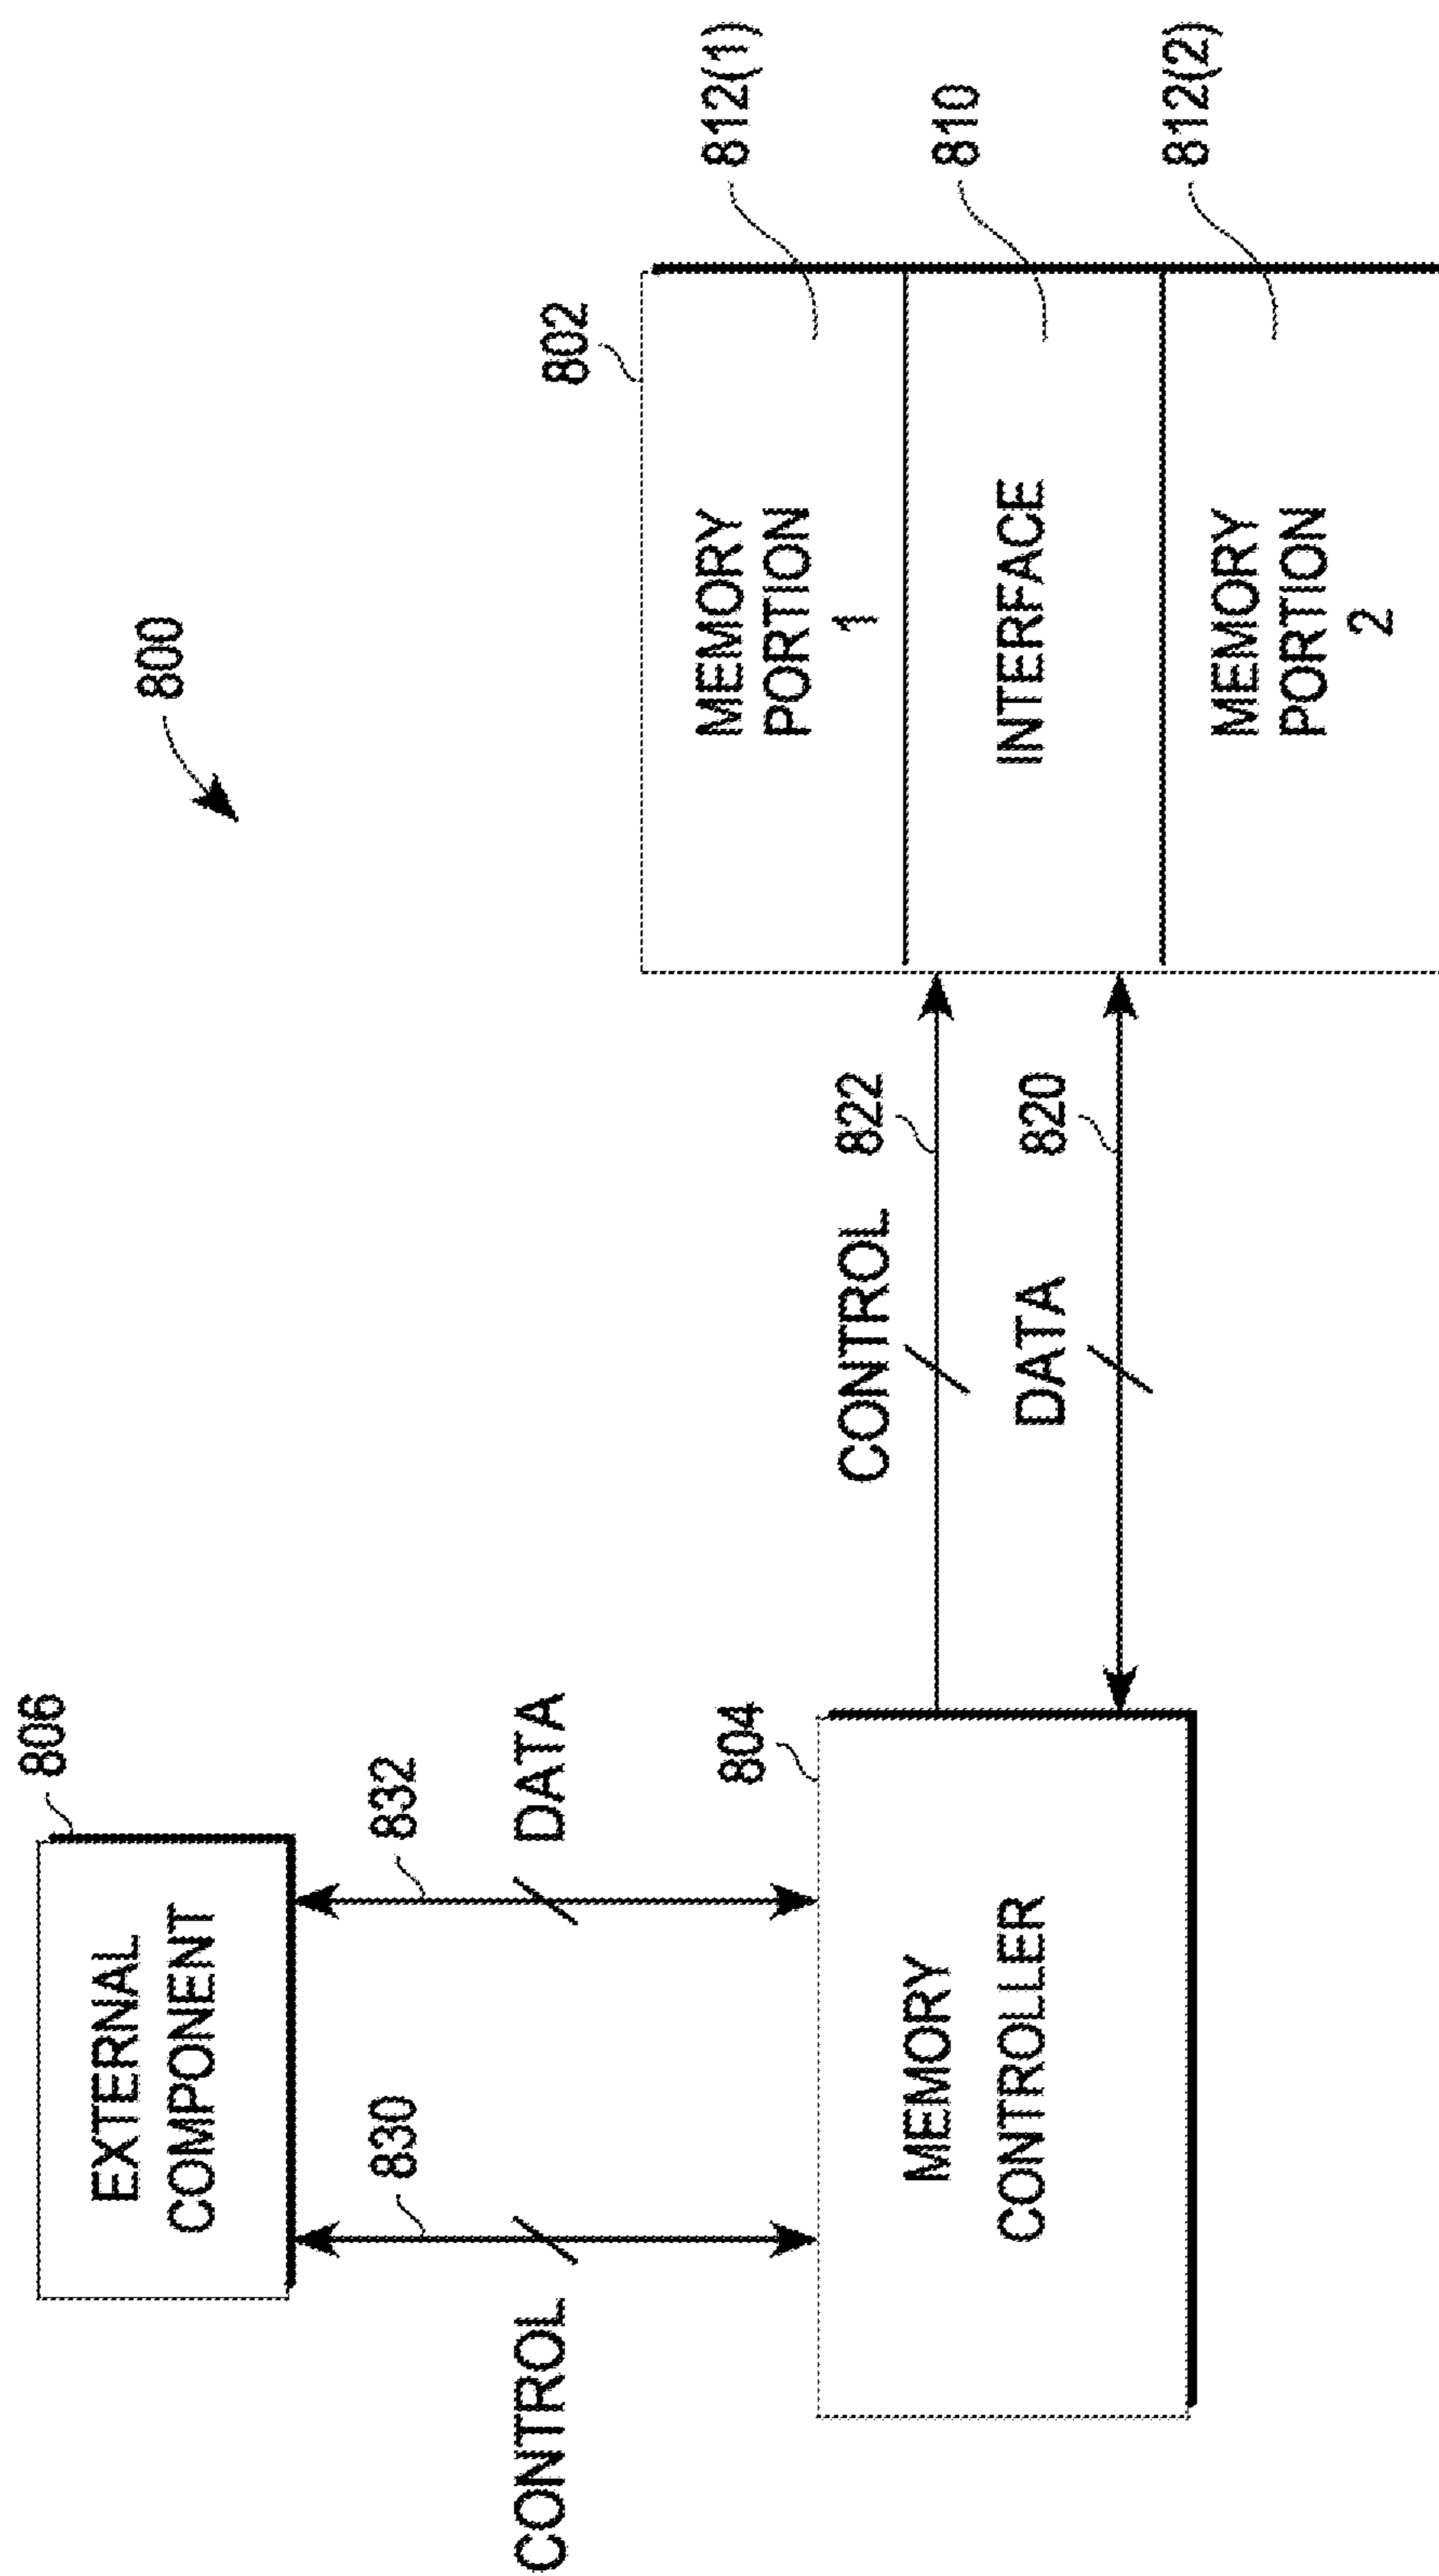 800
806
EXTERNAL
COMPONENT
830
832
CONTROL
DATA
804
MEMORY
CONTROLLER
CONTROL
822
DATA
820
802
MEMORY
PORTION
1
812(1)
INTERFACE
810
MEMORY
PORTION
2
812(2)